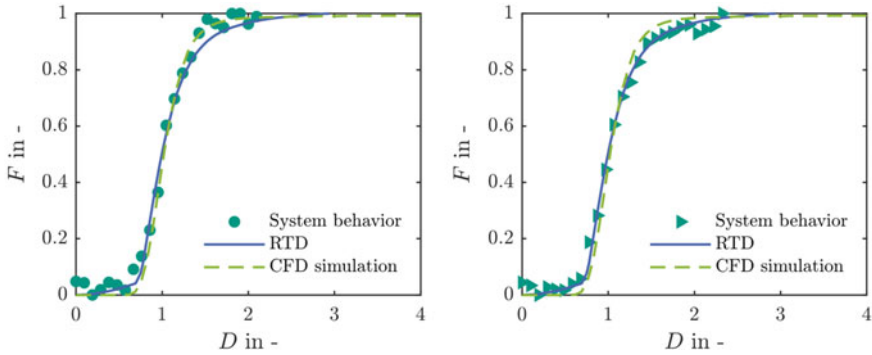 1
0.8
0.6
0.4
0.2
0
F in -
System behavior
RTD
CFD simulation
0 1 2 3 4
D in -
1
0.8
0.6
0.4
0.2
0
F in -
System behavior
RTD
CFD simulation
0 1 2 3 4
D in -